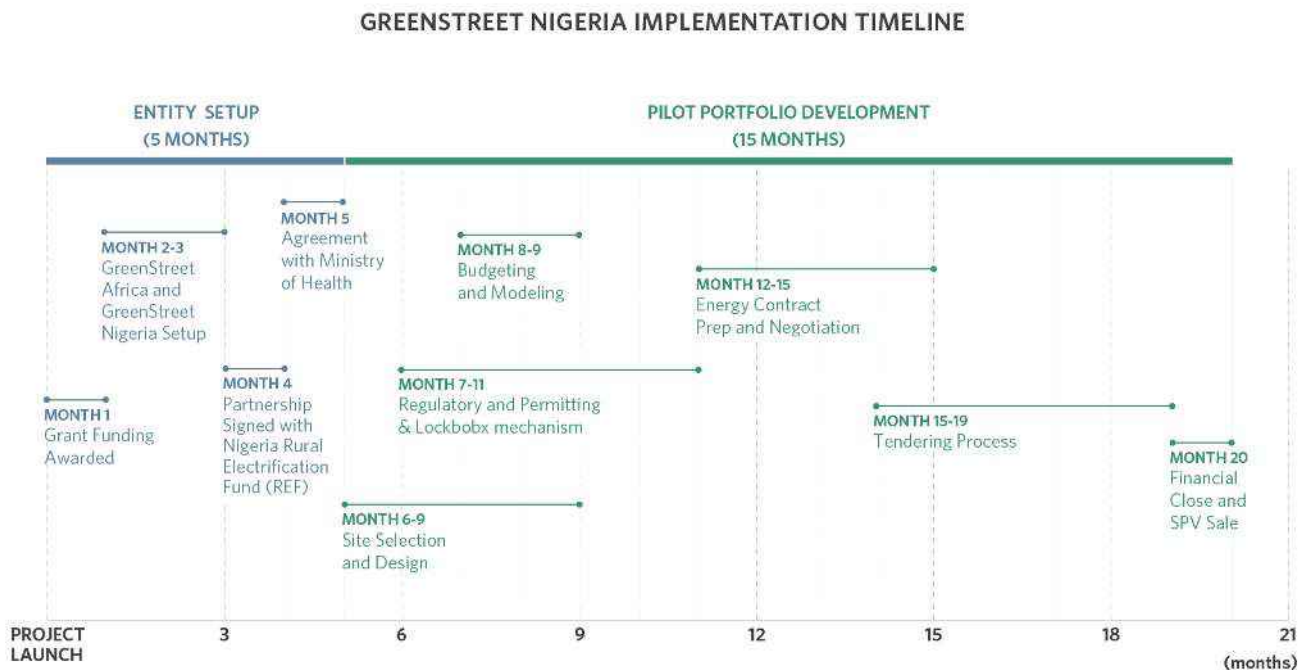 GREENSTREET NIGERIA IMPLEMENTATION TIMELINE
ENTITY SETUP
(5 MONTHS)
PILOT PORTFOLIO DEVELOPMENT
(15 MONTHS)
MONTH 1
Grant Funding
Awarded
MONTH 2-3
GreenStreet
Africa and
GreenStreet
Nigeria Setup
MONTH 4
Partnership
Signed with
Nigeria Rural
Electrification
Fund (REF)
MONTH 5
Agreement
with Ministry
of Health
MONTH 6-9
Site Selection
and Design
MONTH 7-11
Regulatory and Permitting
& Lockbobx mechanism
MONTH 8-9
Budgeting
and Modeling
MONTH 12-15
Energy Contract
Prep and Negotiation
MONTH 15-19
Tendering Process
MONTH 20
Financial
Close and
SPV Sale
PROJECT
LAUNCH
3
6
9
12
15
18
21
(months)